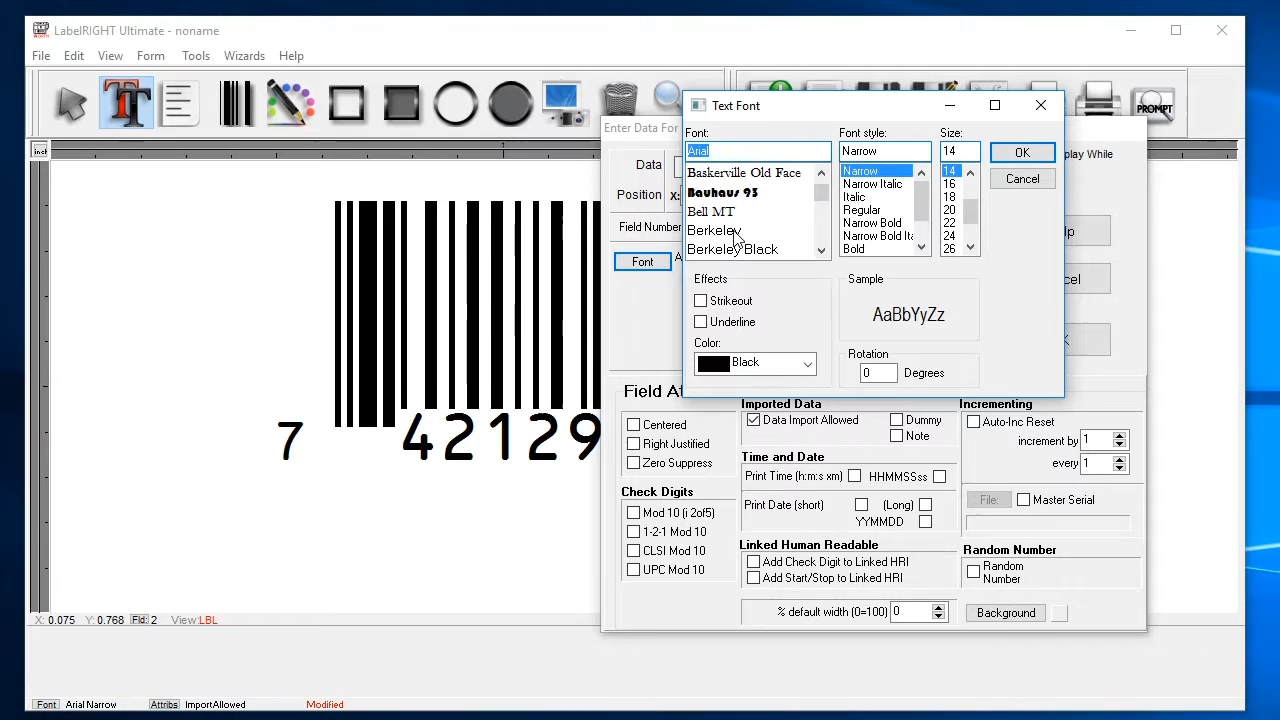 LabelRIGHT Ultimate - noname
File Edit View Form Tools Wizards Help
PROMPT
inch
Enter Data For
Data
Position X:
Field Number
Font
play While
Text Font
Font:
Arial
Baskerville Old Face
Bauhaus 93
Bell MT
Berkeley
Berkeley Black
Font style:
Narrow
Narrow
Narrow Italic
Italic
Regular
Narrow Bold
Narrow Bold Ita
Bold
Size:
14
14
16
18
20
22
24
26
OK
Cancel
Effects
Strikeout
Underline
Color:
Black
Sample
AaBbYyZz
Rotation
0 Degrees
7 42129
Field At
Centered
Right Justified
Zero Suppress
Check Digits
Mod 10 (i 2of5)
1-2-1 Mod 10
CLSI Mod 10
UPC Mod 10
Imported Data
Data Import Allowed
Dummy
Note
Time and Date
Print Time (h:m:s xm)
HHMMSSss
Print Date (short)
(Long)
YYMMDD
Linked Human Readable
Add Check Digit to Linked HRI
Add Start/Stop to Linked HRI
% default width (0=100) 0
Incrementing
Auto-Inc Reset
increment by 1
every 1
File:
Master Serial
Random Number
Random
Number
Background
X: 0.075 Y: 0.768 Fld: 2 View:LBL
Font Arial Narrow Attribs ImportAllowed Modified